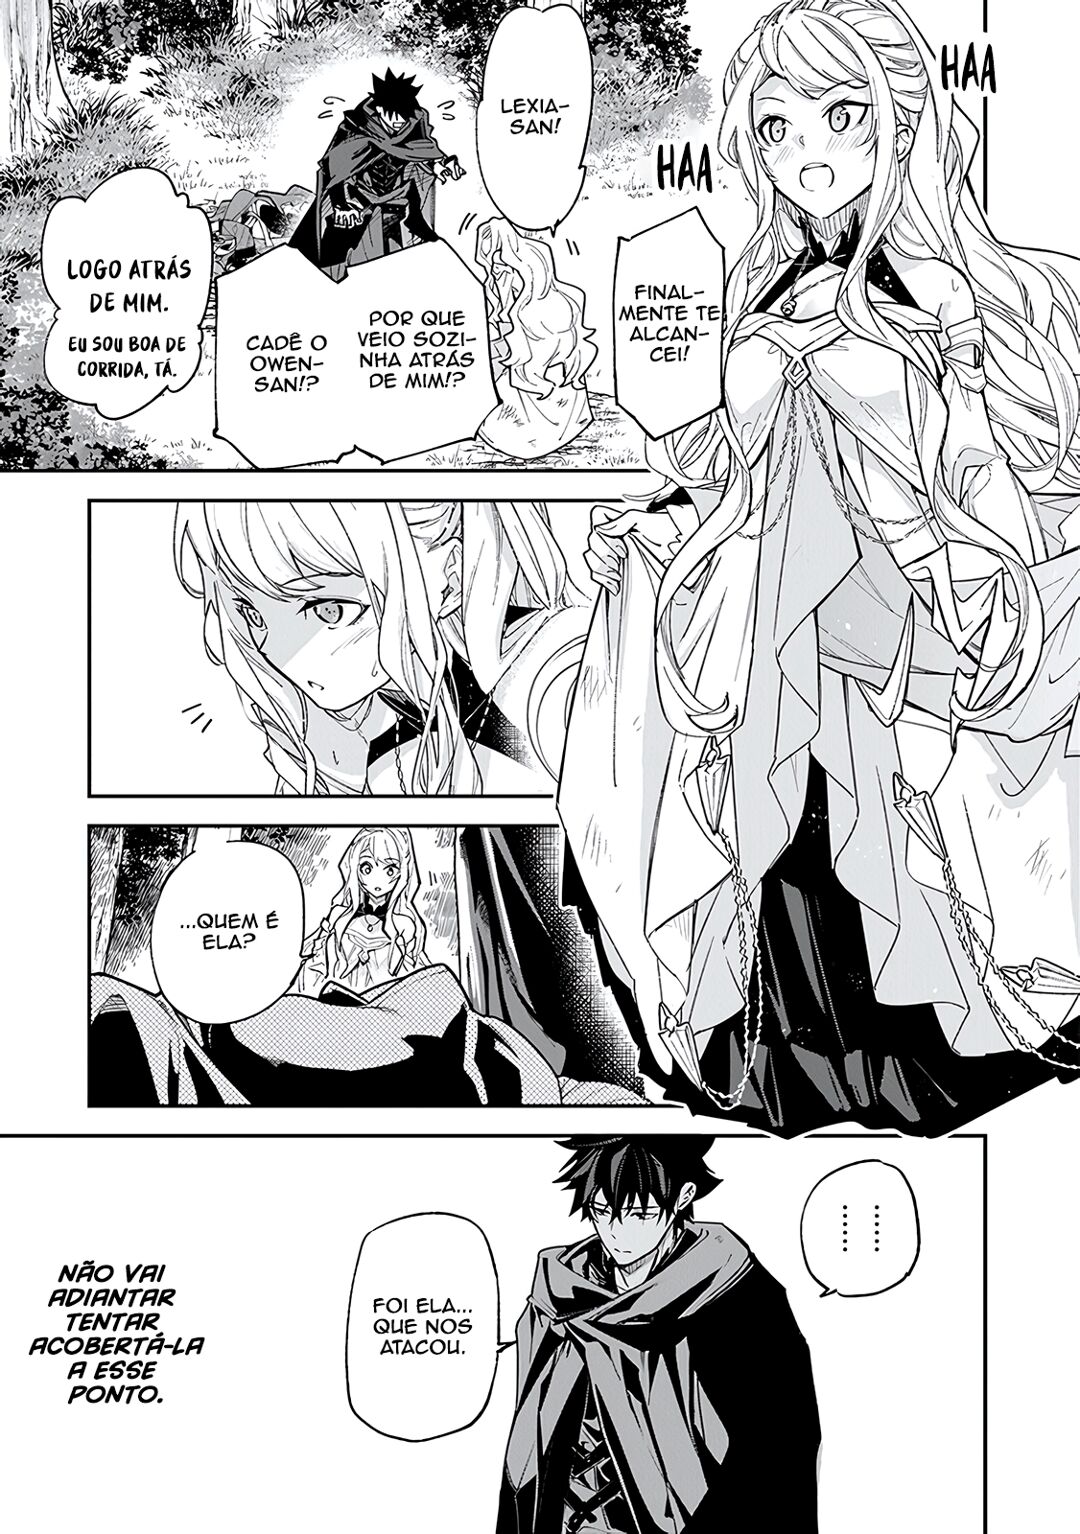 HAA
HAA
FINAL-
MENTE TE
ALCAN-
CEI!
LEXIA-
SAN!
POR QUE
VEIO SOZI-
NHA ATRÁS
DE MIM!?
CADÊ O
OWEN-
SAN!?
LOGO ATRÁS
DE MIM.
EU SOU BOA DE
CORRIDA, TÁ.
...QUEM É
ELA?
......
FOI ELA...
QUE NOS
ATACOU.
NÃO VAI
ADIANTAR
TENTAR
ACOBERTÁ-LA
A ESSE
PONTO.